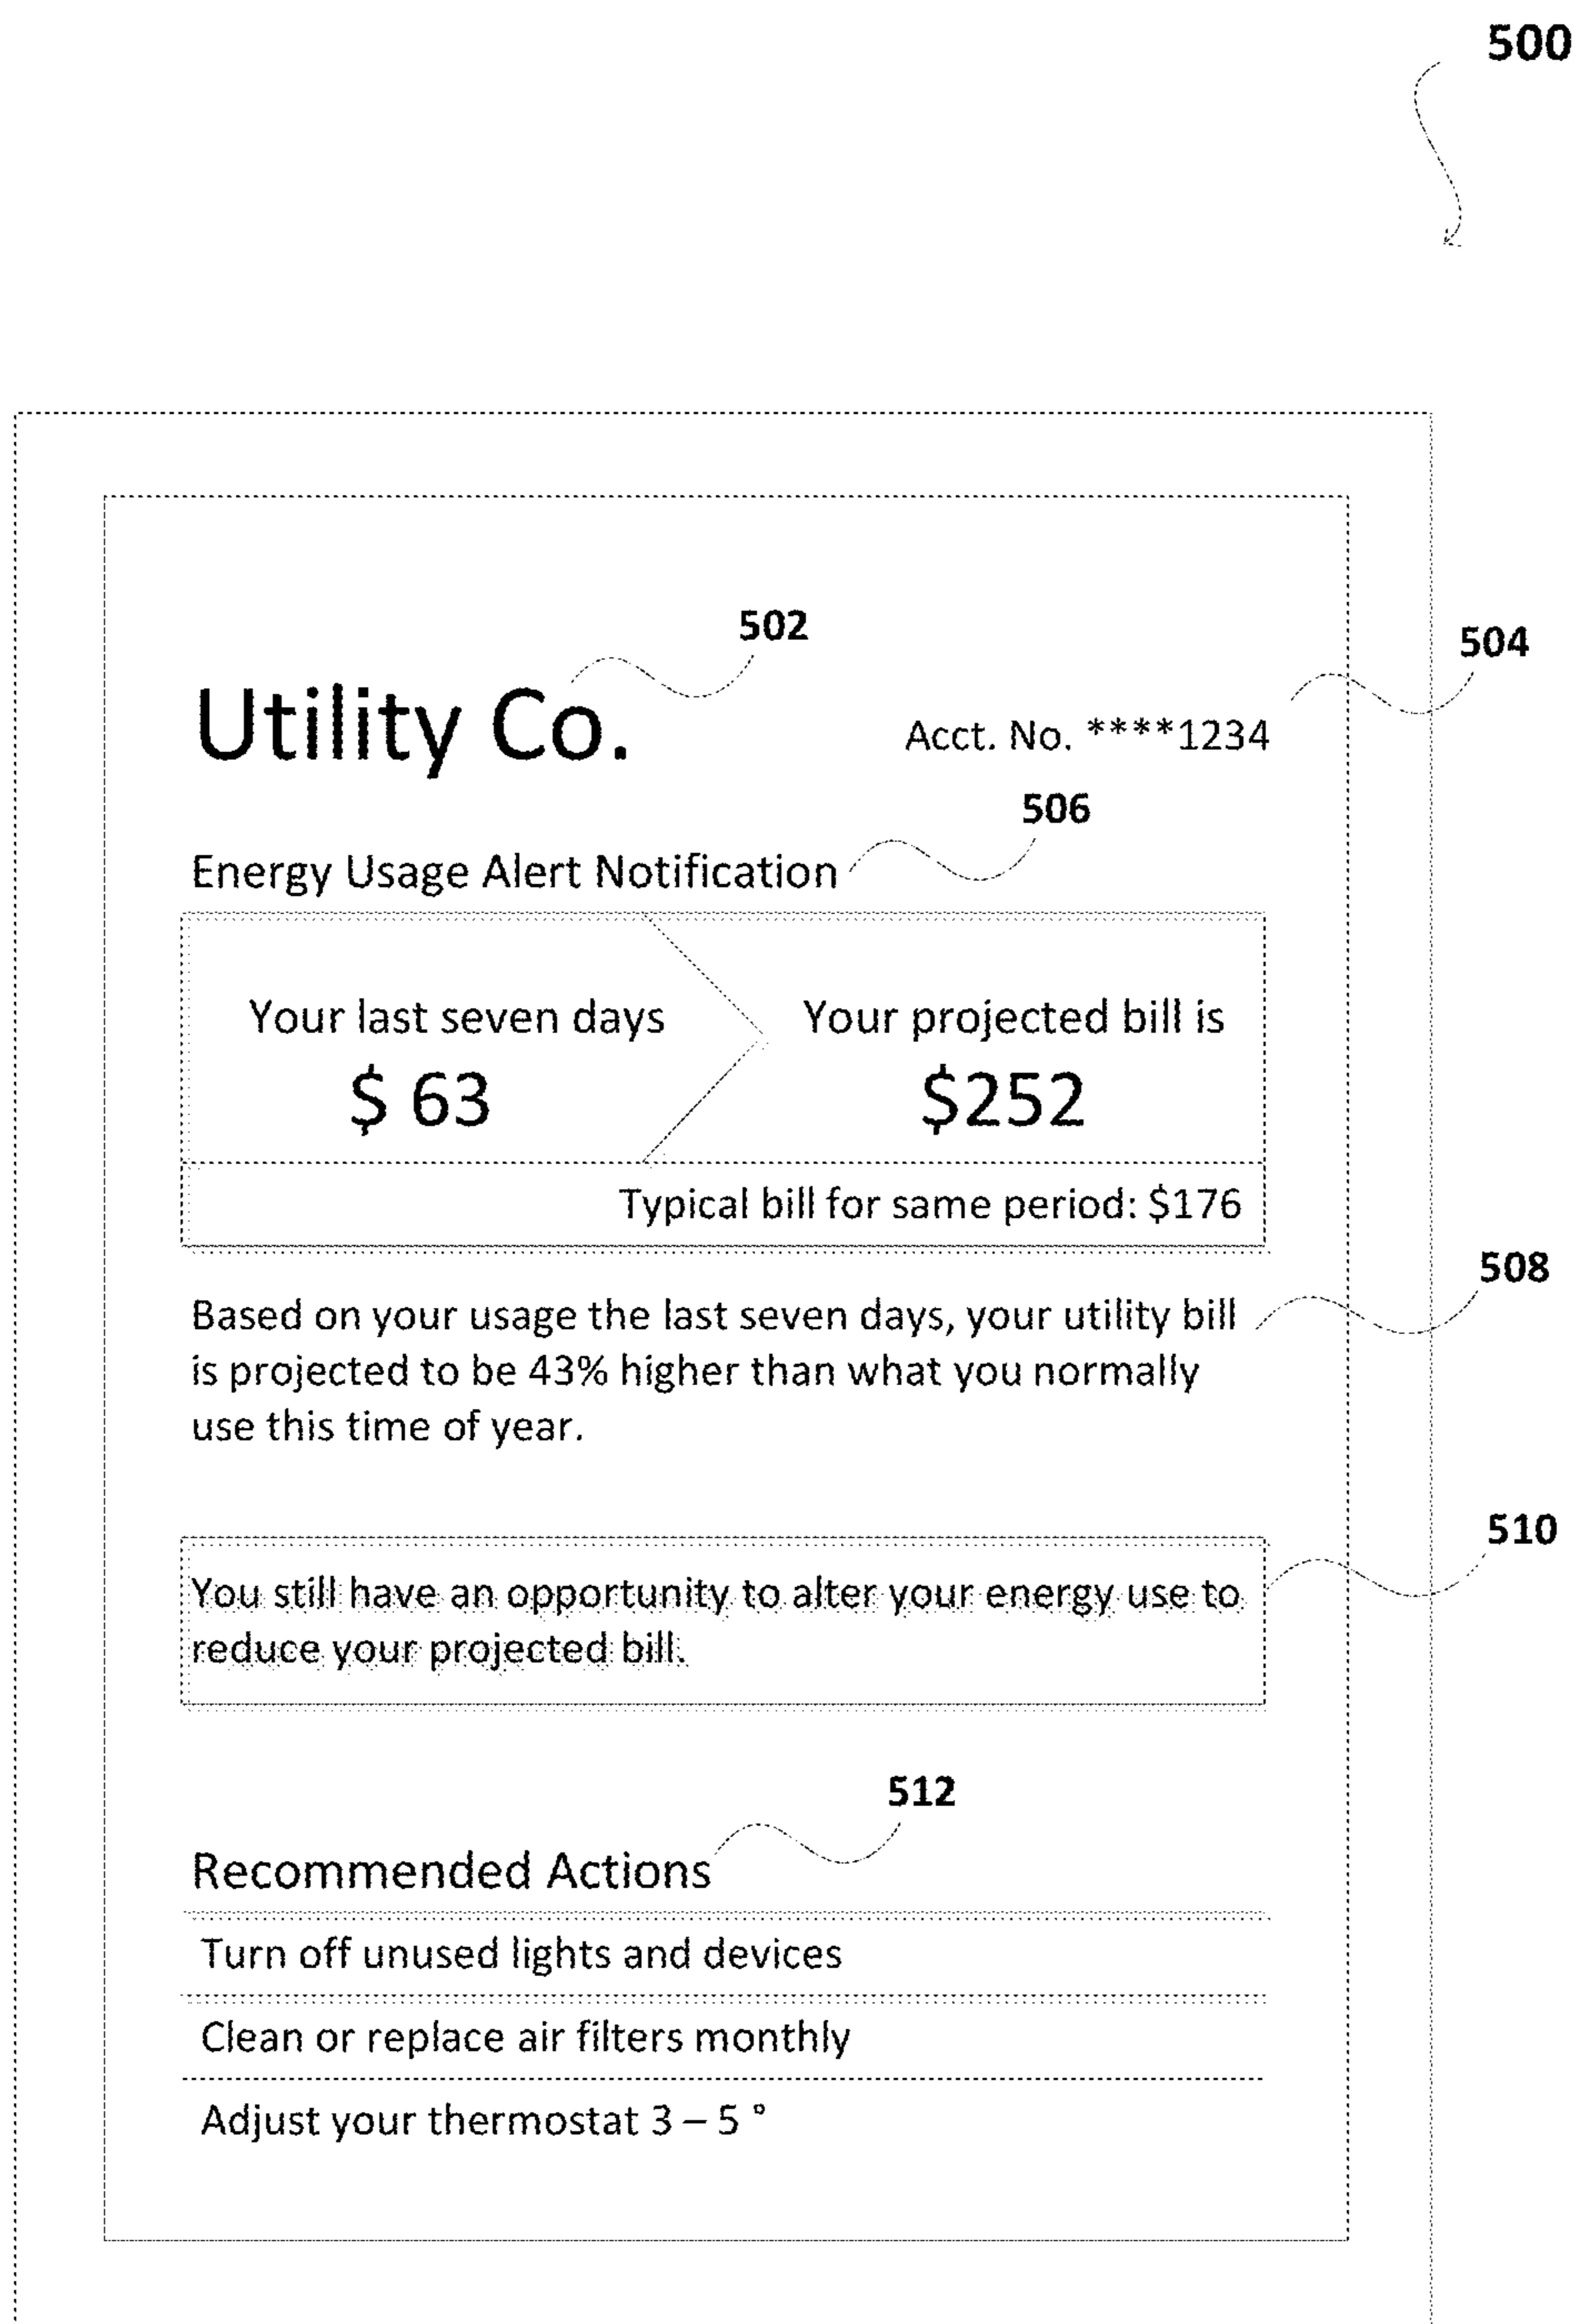 500
502
504
Utility Co.
Acct. No. ****1234
506
Energy Usage Alert Notification
Your last seven days
$ 63
Your projected bill is
$252
Typical bill for same period: $176
508
Based on your usage the last seven days, your utility bill
is projected to be 43% higher than what you normally
use this time of year.
510
You still have an opportunity to alter your energy use to
reduce your projected bill.
512
Recommended Actions
Turn off unused lights and devices
Clean or replace air filters monthly
Adjust your thermostat 3 – 5 °